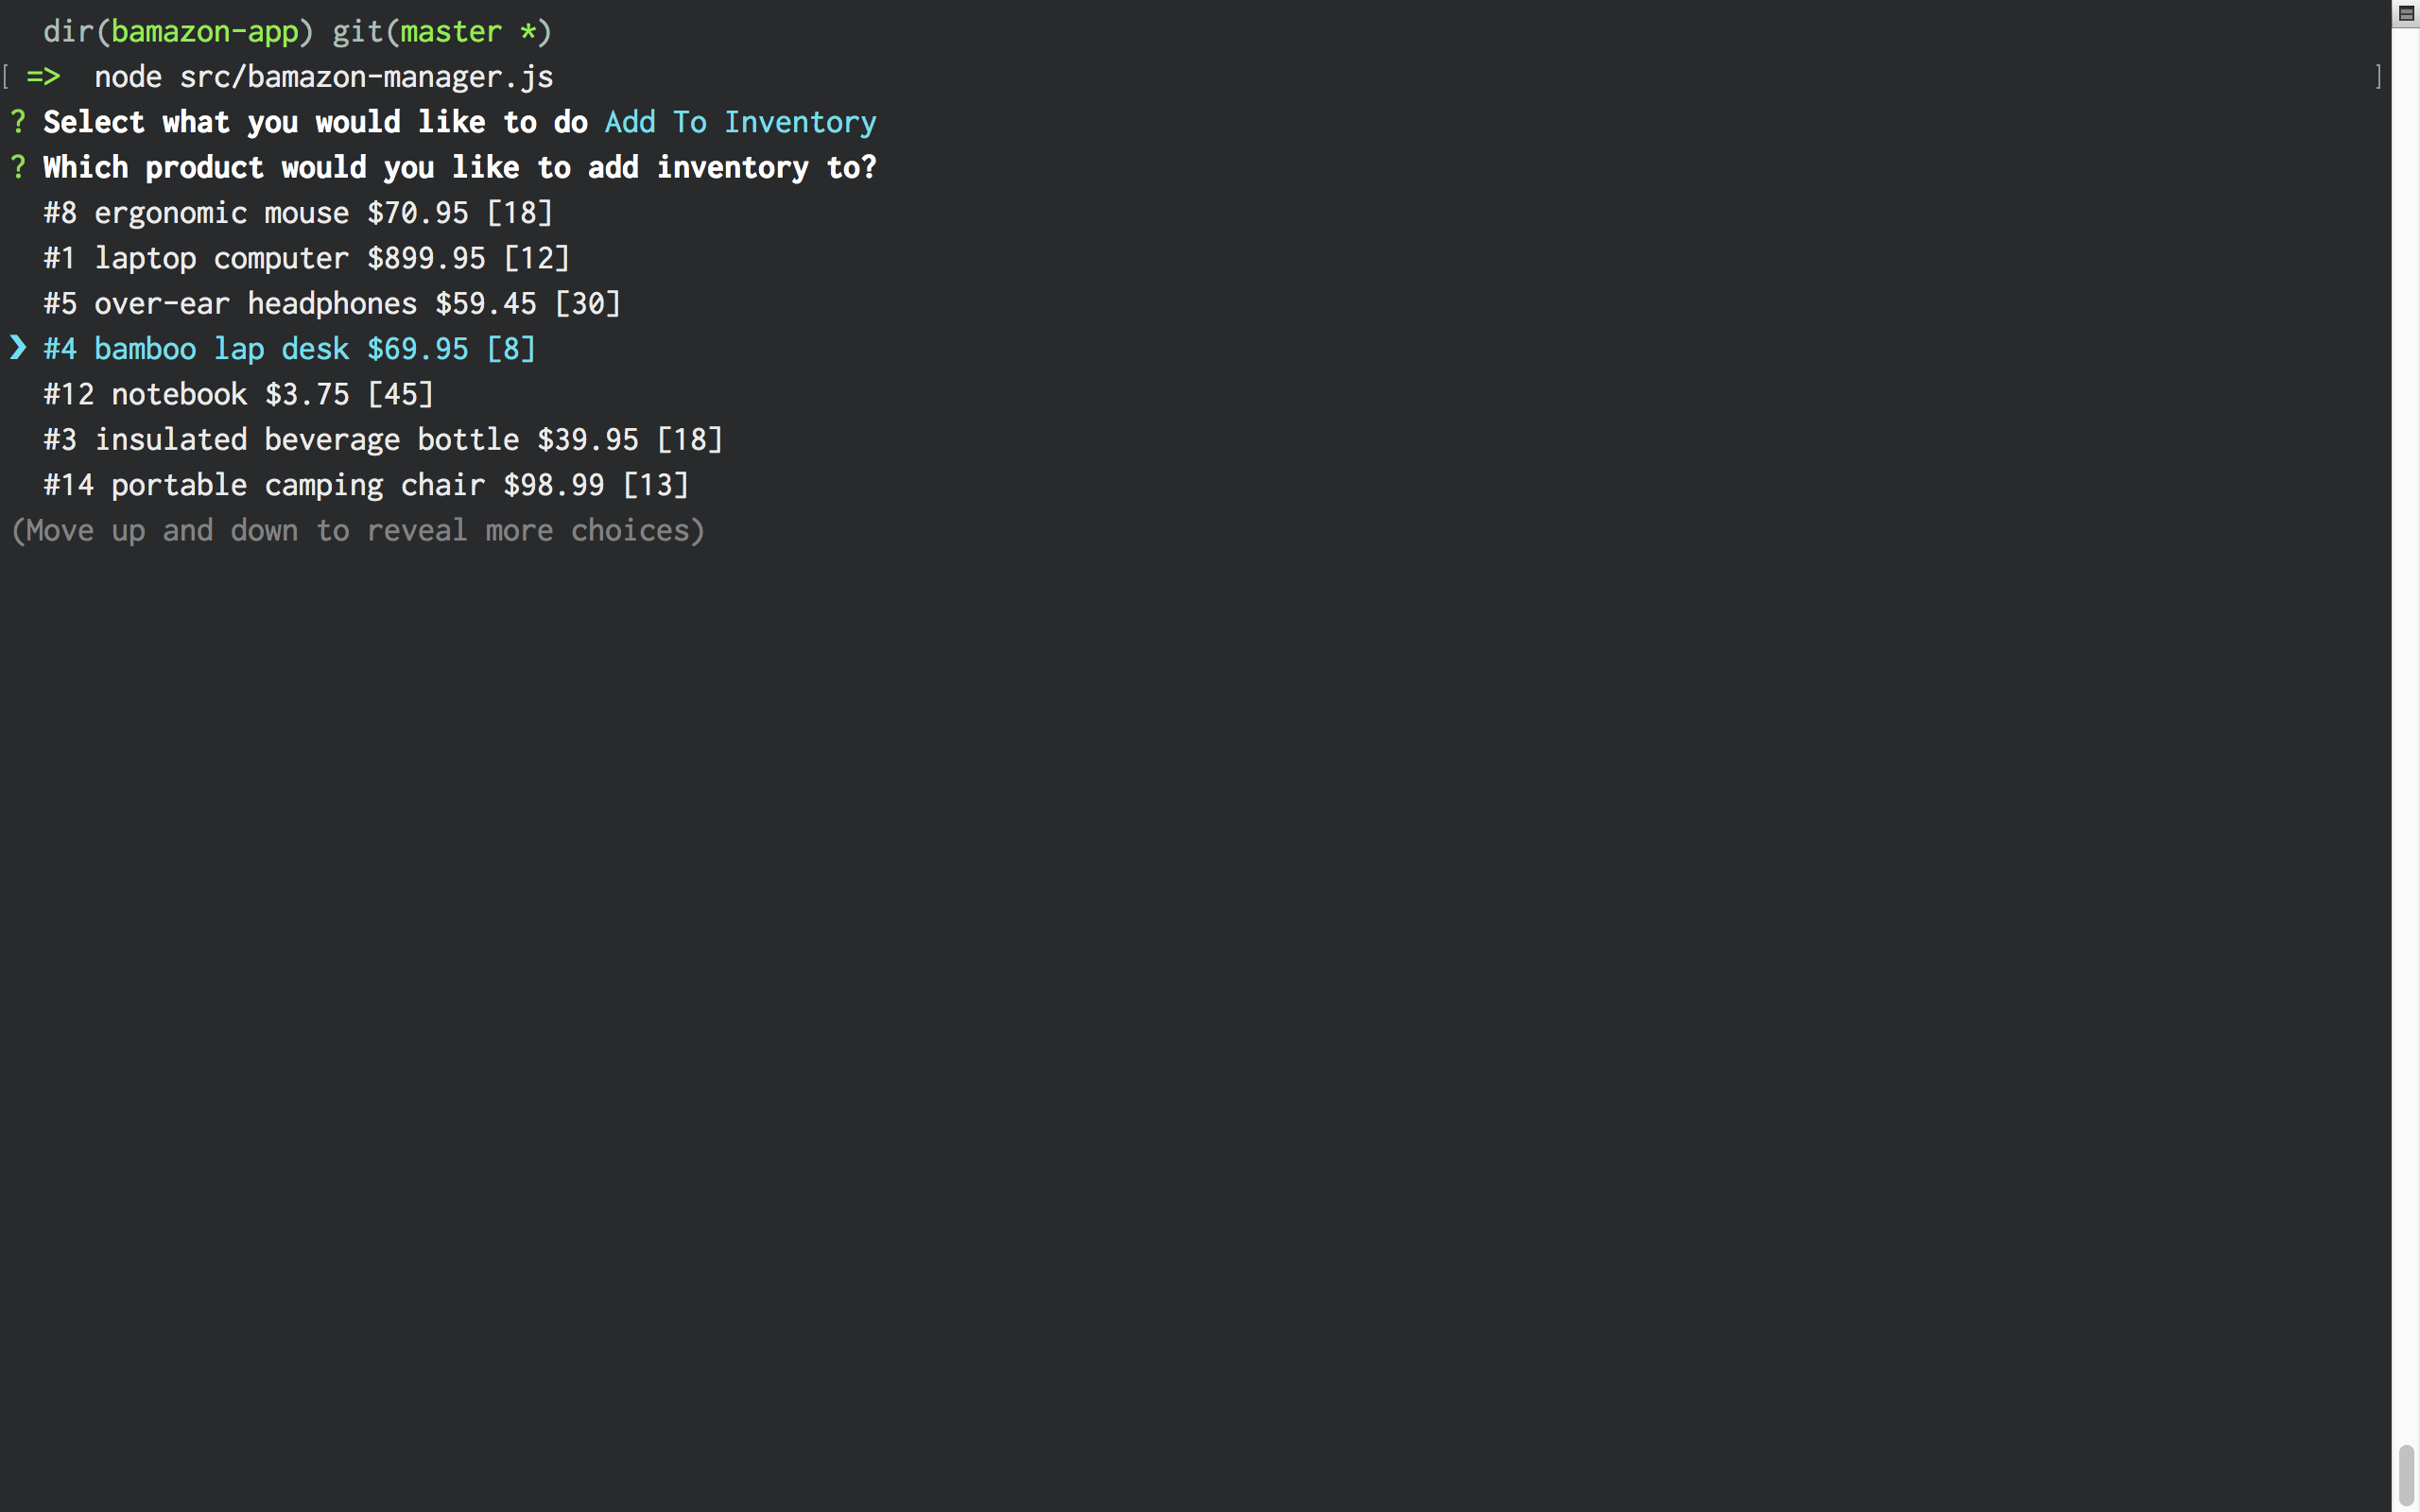 dir(bamazon-app) git(master *)
[ =>  node src/bamazon-manager.js ]
? Select what you would like to do Add To Inventory
? Which product would you like to add inventory to?
#8 ergonomic mouse $70.95 [18]
#1 laptop computer $899.95 [12]
#5 over-ear headphones $59.45 [30]
❯ #4 bamboo lap desk $69.95 [8]
#12 notebook $3.75 [45]
#3 insulated beverage bottle $39.95 [18]
#14 portable camping chair $98.99 [13]
(Move up and down to reveal more choices)